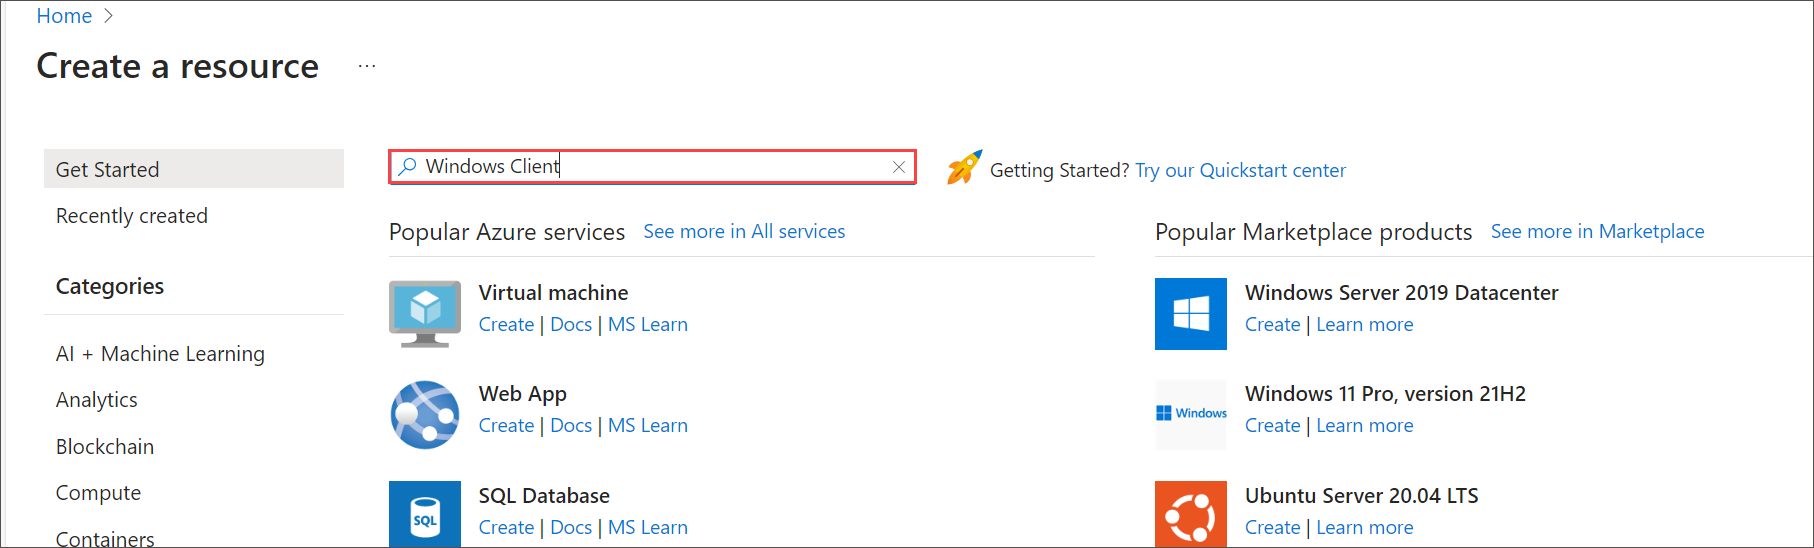 Home >
Create a resource ...
Get Started
Recently created
Categories
AI + Machine Learning
Analytics
Blockchain
Compute
Containers
Windows Client
Getting Started? Try our Quickstart center
Popular Azure services See more in All services
Virtual machine
Create | Docs | MS Learn
Web App
Create | Docs | MS Learn
SQL
SQL Database
Create | Docs | MS Learn
Popular Marketplace products See more in Marketplace
Windows Server 2019 Datacenter
Create | Learn more
Windows
Windows 11 Pro, version 21H2
Create | Learn more
Ubuntu Server 20.04 LTS
Create | Learn more